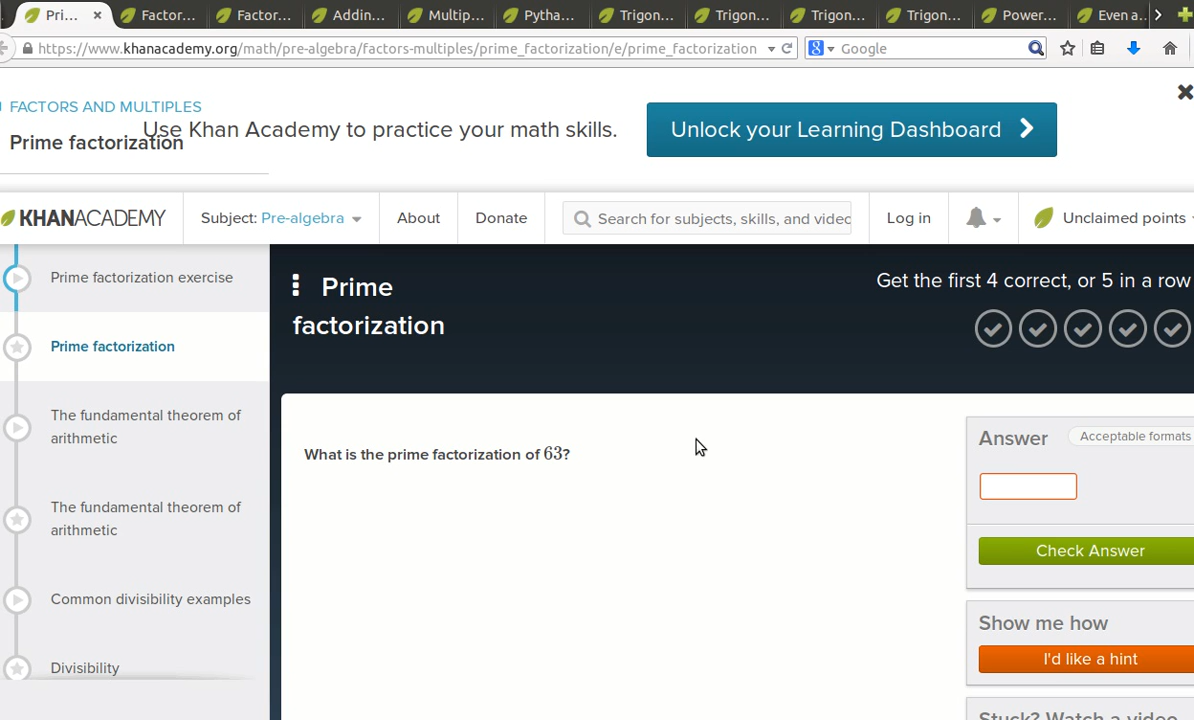 Pri...
Factor...
Factor...
Addin...
Multip...
Pytha...
Trigon...
Trigon...
Trigon...
Trigon...
Power...
Even a...
https://www.khanacademy.org/math/pre-algebra/factors-multiples/prime_factorization/e/prime_factorization
Google
FACTORS AND MULTIPLES
Prime factorization
Use Khan Academy to practice your math skills.
Unlock your Learning Dashboard
KHANACADEMY
Subject: Pre-algebra
About
Donate
Search for subjects, skills, and videc
Log in
Unclaimed points
Prime factorization exercise
Prime factorization
The fundamental theorem of
arithmetic
The fundamental theorem of
arithmetic
Common divisibility examples
Divisibility
Prime
factorization
Get the first 4 correct, or 5 in a row
What is the prime factorization of 63?
Answer
Acceptable formats
Check Answer
Show me how
I'd like a hint
Stuck? Watch a video